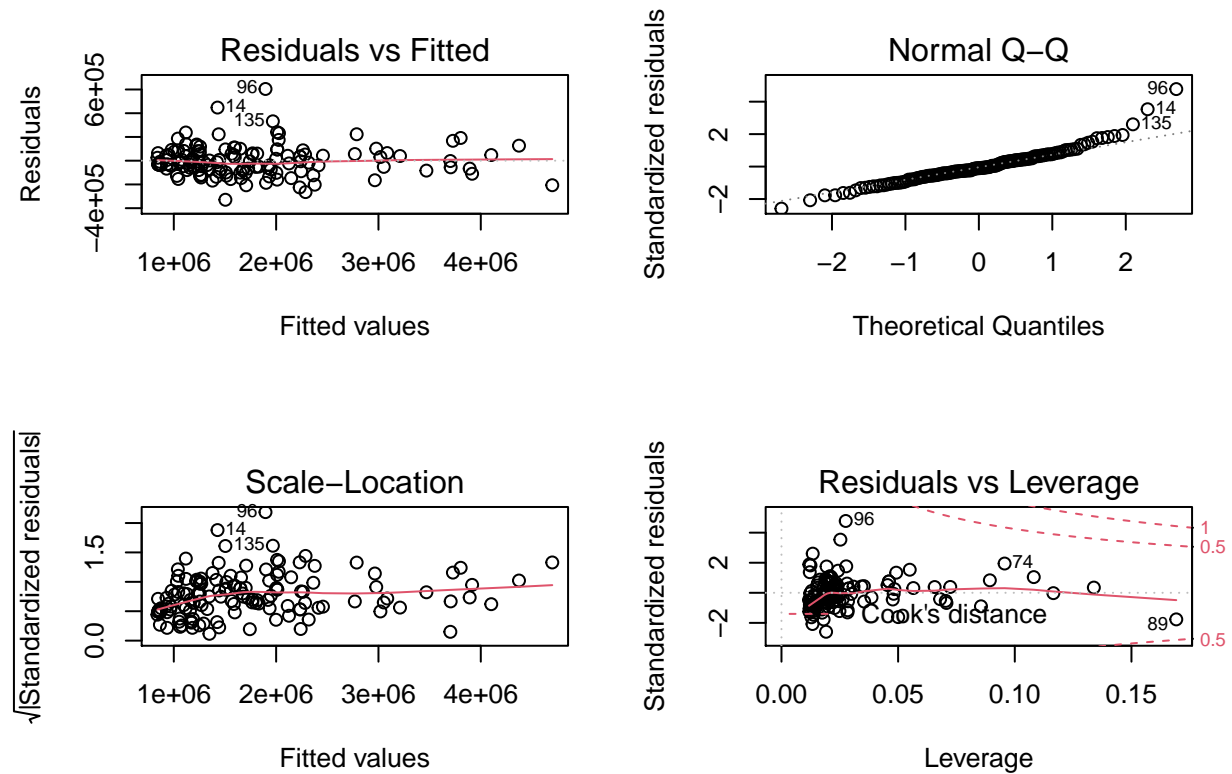 Residuals vs Fitted
Residuals
6e+05
−4e+05
96
14
135
1e+06 2e+06 3e+06 4e+06
Fitted values
Normal Q−Q
Standardized residuals
2
−2
96
14
135
−2 −1 0 1 2
Theoretical Quantiles
Scale−Location
√|Standardized residuals|
1.5
0.0
96
14
135
1e+06 2e+06 3e+06 4e+06
Fitted values
Residuals vs Leverage
Standardized residuals
2
−2
96
74
89
Cook's distance
1
0.5
0.5
0.00 0.05 0.10 0.15
Leverage